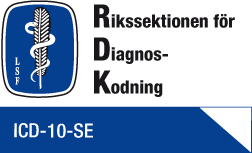 Rikssektionen för
Diagnos-
Kodning
LSF
ICD-10-SE